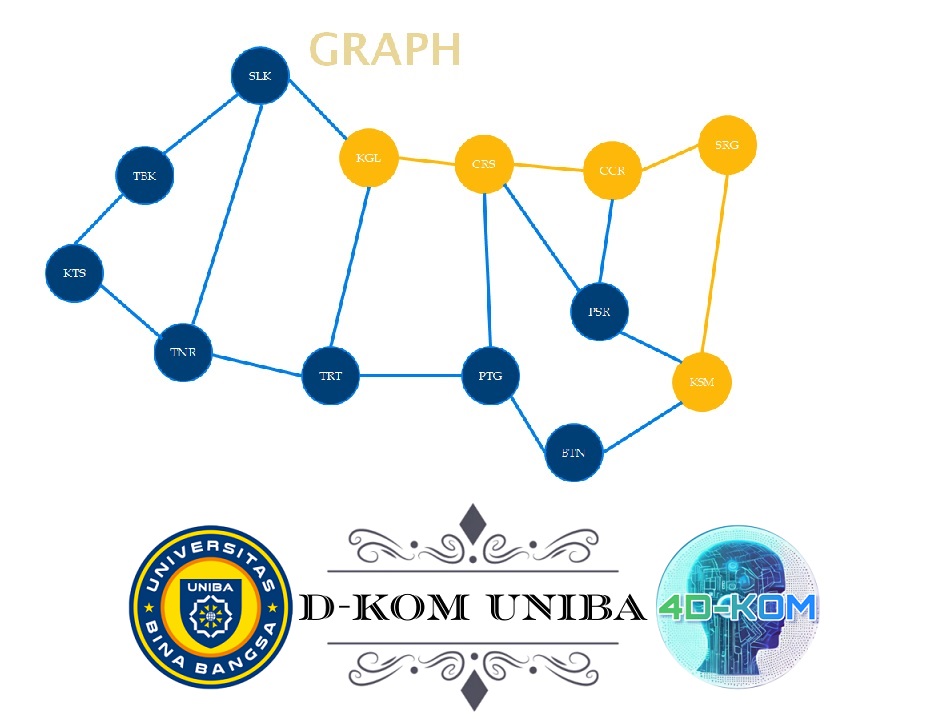 GRAPH
SLK
KGL
CRS
CCR
SRG
TBK
KTS
TNR
TRT
PTG
PSR
KSM
BTN
UNIVERSITAS
UNIBA
BINA BANGSA
D-KOM UNIBA
4D-KOM